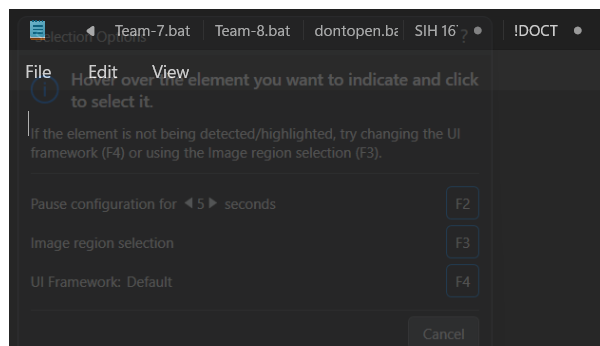 Team-7.bat Team-8.bat dontopen.ba SIH 16 !DOCT
Selection Options ?
File Edit View
Hover over the element you want to indicate and click
to select it.
If the element is not being detected/highlighted, try changing the UI
framework (F4) or using the Image region selection (F3).
Pause configuration for 5 seconds F2
Image region selection F3
UI Framework: Default F4
Cancel